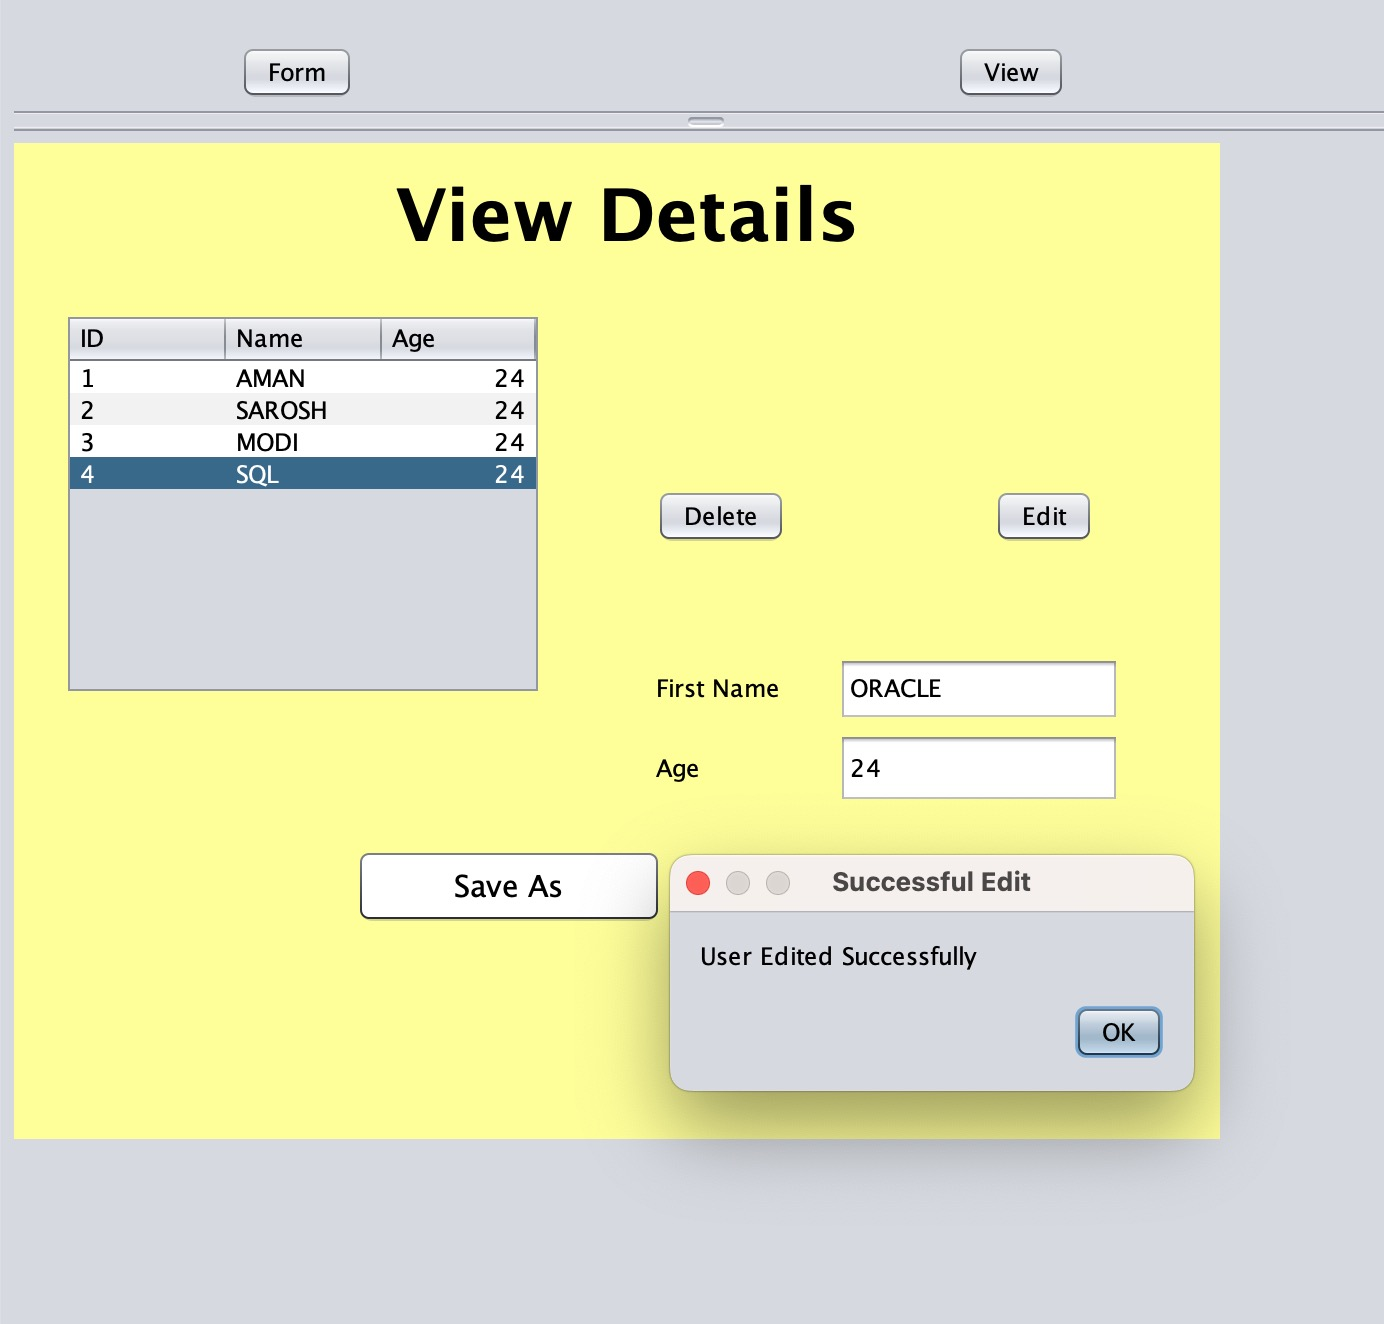 Form View
View Details
ID Name Age
1 AMAN 24
2 SAROSH 24
3 MODI 24
4 SQL 24
Delete Edit
First Name ORACLE
Age 24
Save As
Successful Edit
User Edited Successfully
OK